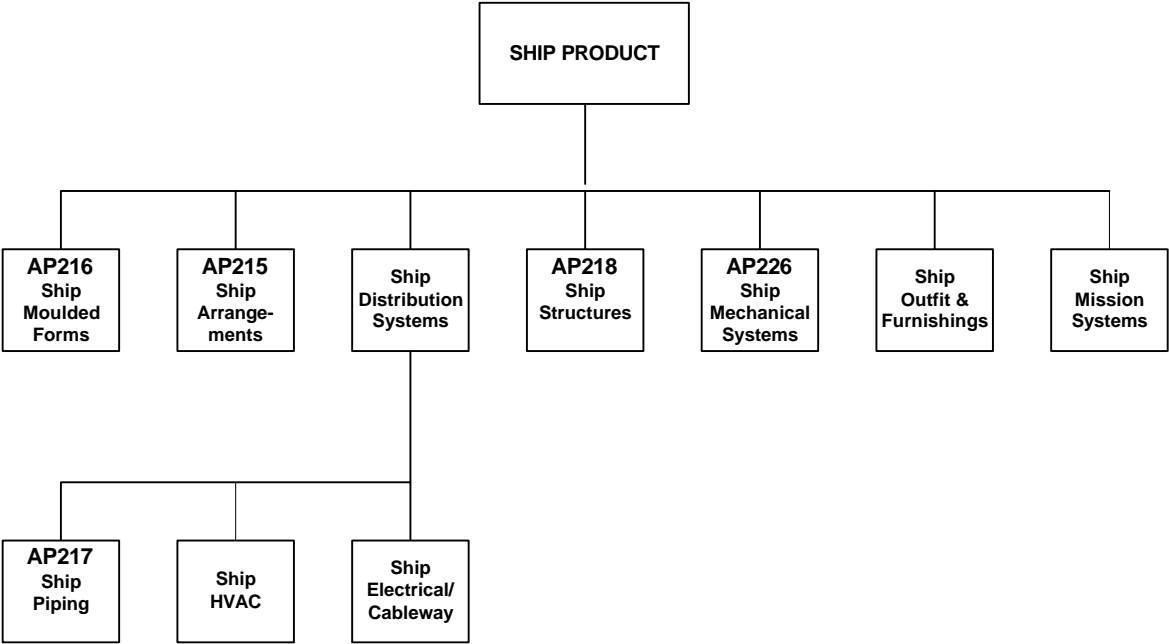 SHIP PRODUCT
AP216
Ship
Moulded
Forms
AP215
Ship
Arrange-
ments
Ship
Distribution
Systems
AP218
Ship
Structures
AP226
Ship
Mechanical
Systems
Ship
Outfit &
Furnishings
Ship
Mission
Systems
AP217
Ship
Piping
Ship
HVAC
Ship
Electrical/
Cableway